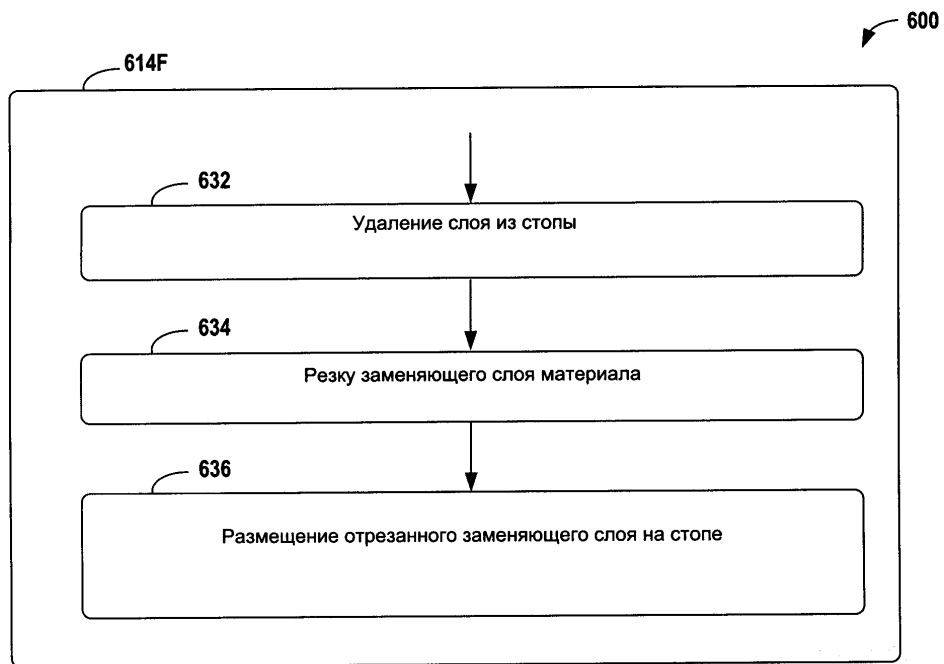 600
614F
632
Удаление слоя из стопы
634
Резку заменяющего слоя материала
636
Размещение отрезанного заменяющего слоя на стопе